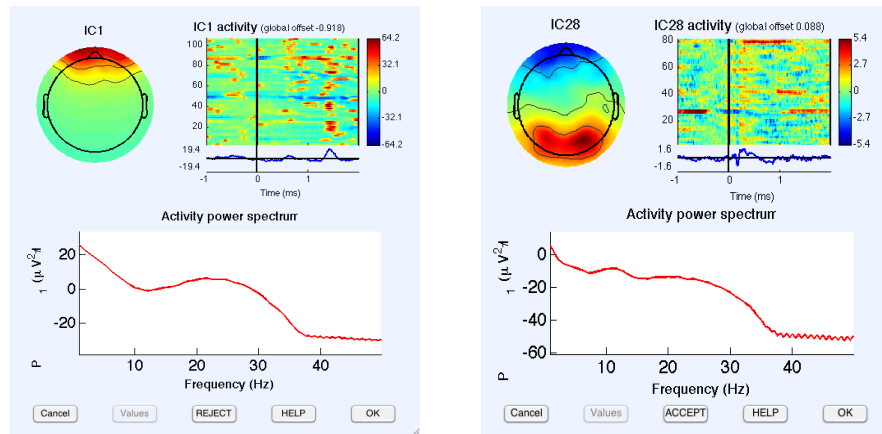 IC1
IC1 activity (global offset -0.918)
100
80
60
40
20
64.2
32.1
0
-32.1
-64.2
19.4
-19.4
-1 0 1
Time (ms)
Activity power spectrum
20
0
-20
10 20 30 40
Frequency (Hz)
P
1
(μ V²/
Cancel Values REJECT HELP OK
IC28
IC28 activity (global offset 0.088)
80
60
40
20
5.4
2.7
0
-2.7
-5.4
1.6
-1.6
-1 0 1
Time (ms)
Activity power spectrum
0
-20
-40
-60
10 20 30 40
Frequency (Hz)
P
1
(μ V²/
Cancel Values ACCEPT HELP OK